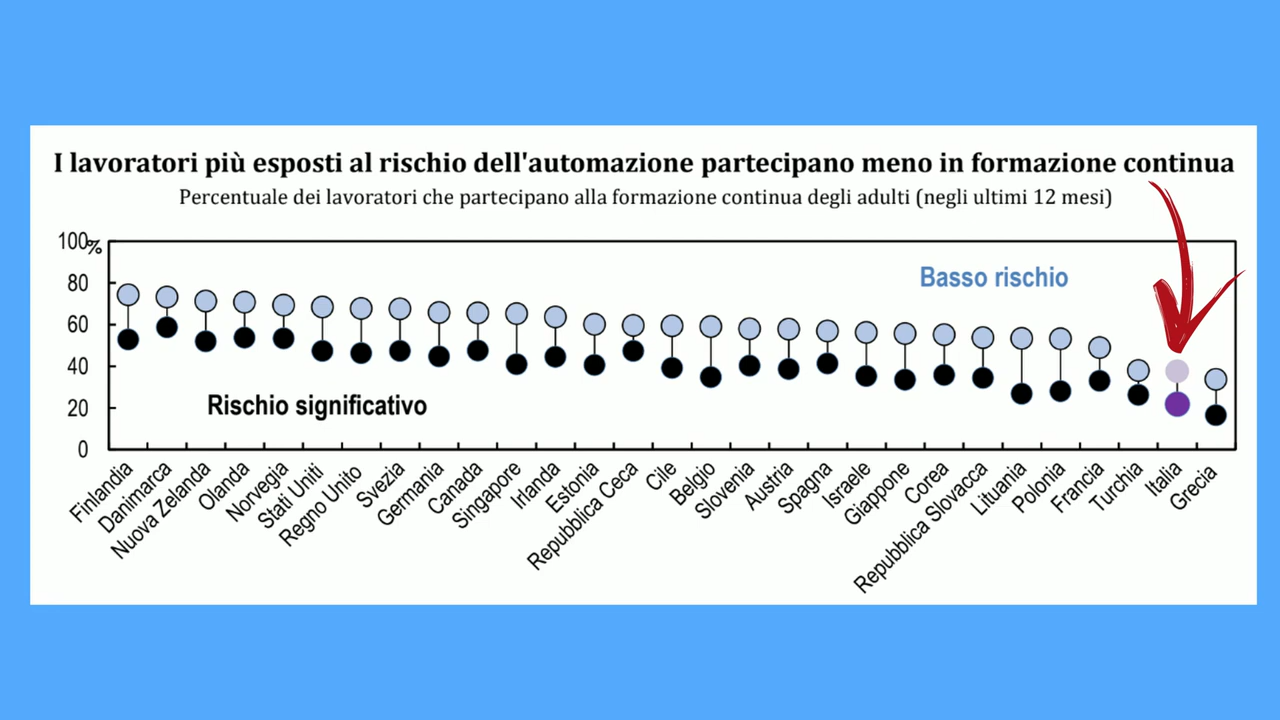 I lavoratori più esposti al rischio dell'automazione partecipano meno in formazione continua
Percentuale dei lavoratori che partecipano alla formazione continua degli adulti (negli ultimi 12 mesi)
100%
80
60
40
20
0
Basso rischio
Rischio significativo
Finlandia
Danimarca
Nuova Zelanda
Olanda
Norvegia
Stati Uniti
Regno Unito
Svezia
Germania
Canada
Singapore
Irlanda
Estonia
Repubblica Ceca
Cile
Belgio
Slovenia
Austria
Spagna
Israele
Giappone
Corea
Repubblica Slovacca
Lituania
Polonia
Francia
Turchia
Italia
Grecia